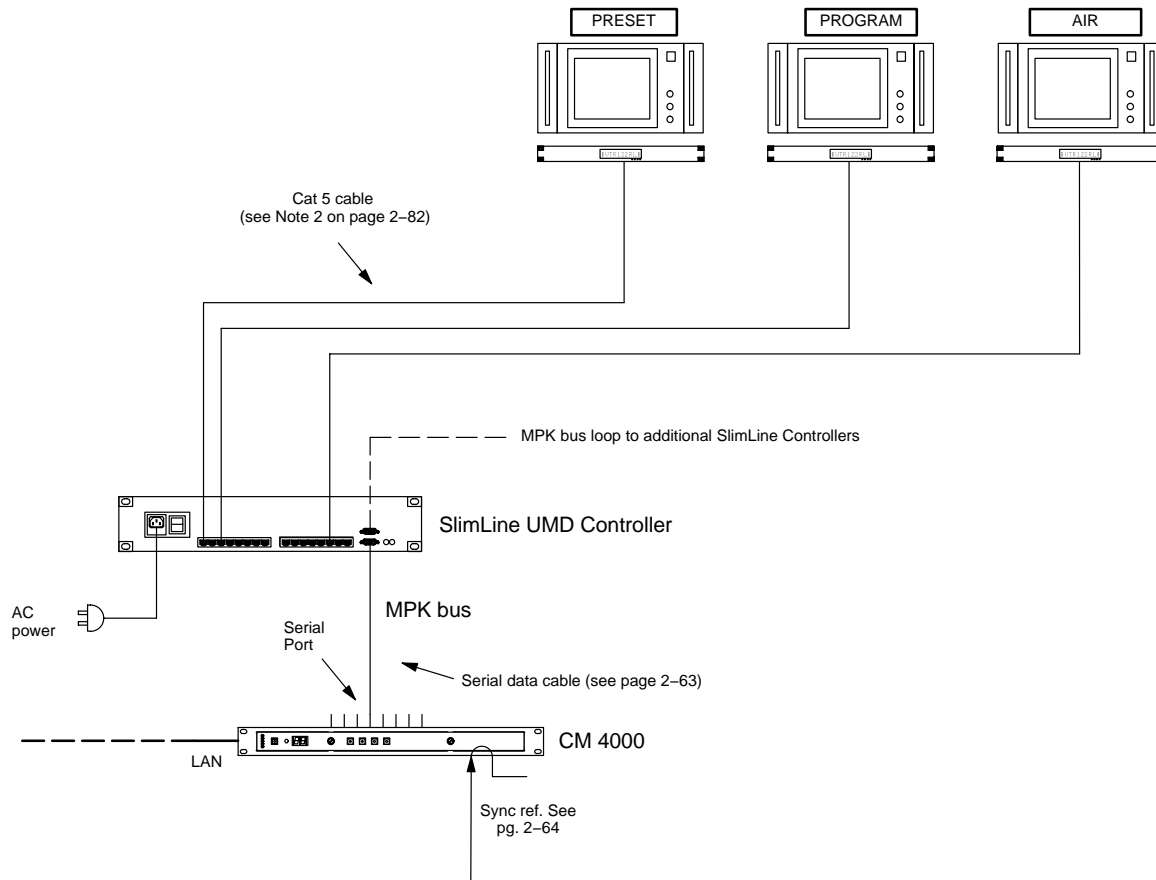 PRESET
PROGRAM
AIR
Cat 5 cable
(see Note 2 on page 2–82)
MPK bus loop to additional SlimLine Controllers
SlimLine UMD Controller
MPK bus
AC
power
Serial
Port
Serial data cable (see page 2–63)
CM 4000
LAN
Sync ref. See
pg. 2–64